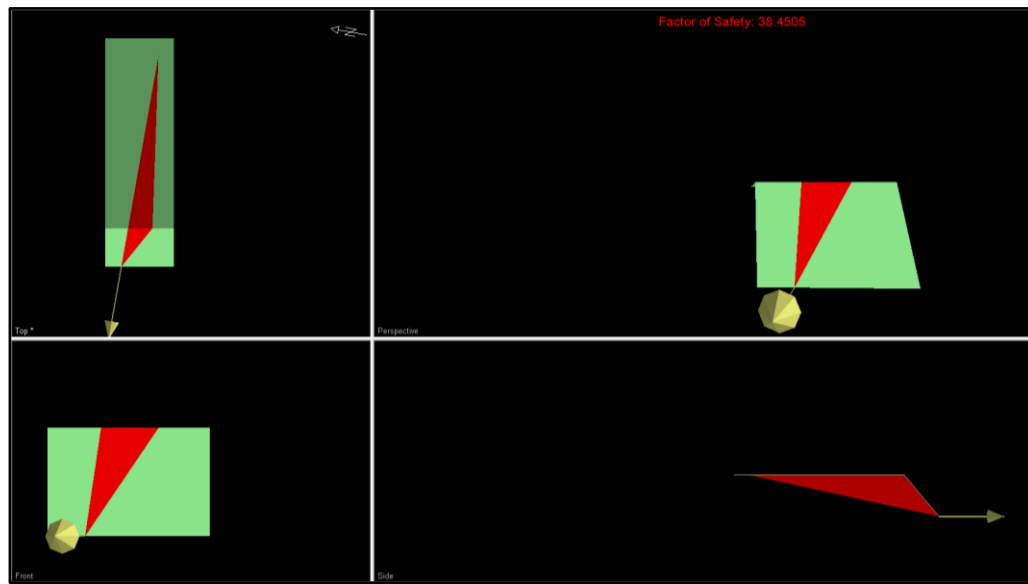 N
Factor of Safety: 38.4505
Top *
Perspective
Front
Side